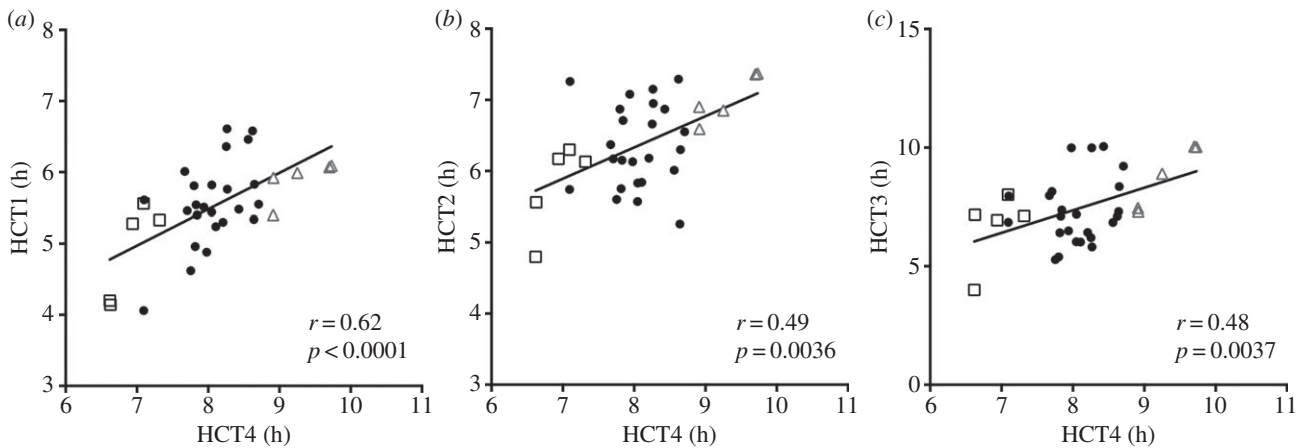 (a)
8
7
6
5
4
3
HCT1 (h)
6 7 8 9 10 11
HCT4 (h)
r = 0.62
p < 0.0001
(b)
8
7
6
5
4
3
HCT2 (h)
6 7 8 9 10 11
HCT4 (h)
r = 0.49
p = 0.0036
(c)
15
10
5
0
HCT3 (h)
6 7 8 9 10 11
HCT4 (h)
r = 0.48
p = 0.0037